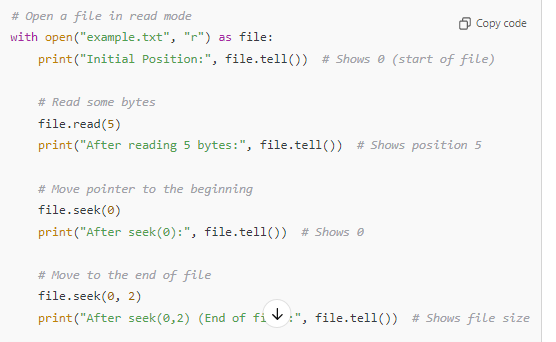 # Open a file in read mode
Copy code
with open("example.txt", "r") as file:
    print("Initial Position:", file.tell())  # Shows 0 (start of file)
    # Read some bytes
    file.read(5)
    print("After reading 5 bytes:", file.tell())  # Shows position 5
    # Move pointer to the beginning
    file.seek(0)
    print("After seek(0):", file.tell())  # Shows 0
    # Move to the end of file
    file.seek(0, 2)
    print("After seek(0,2) (End of :", file.tell())  # Shows file size